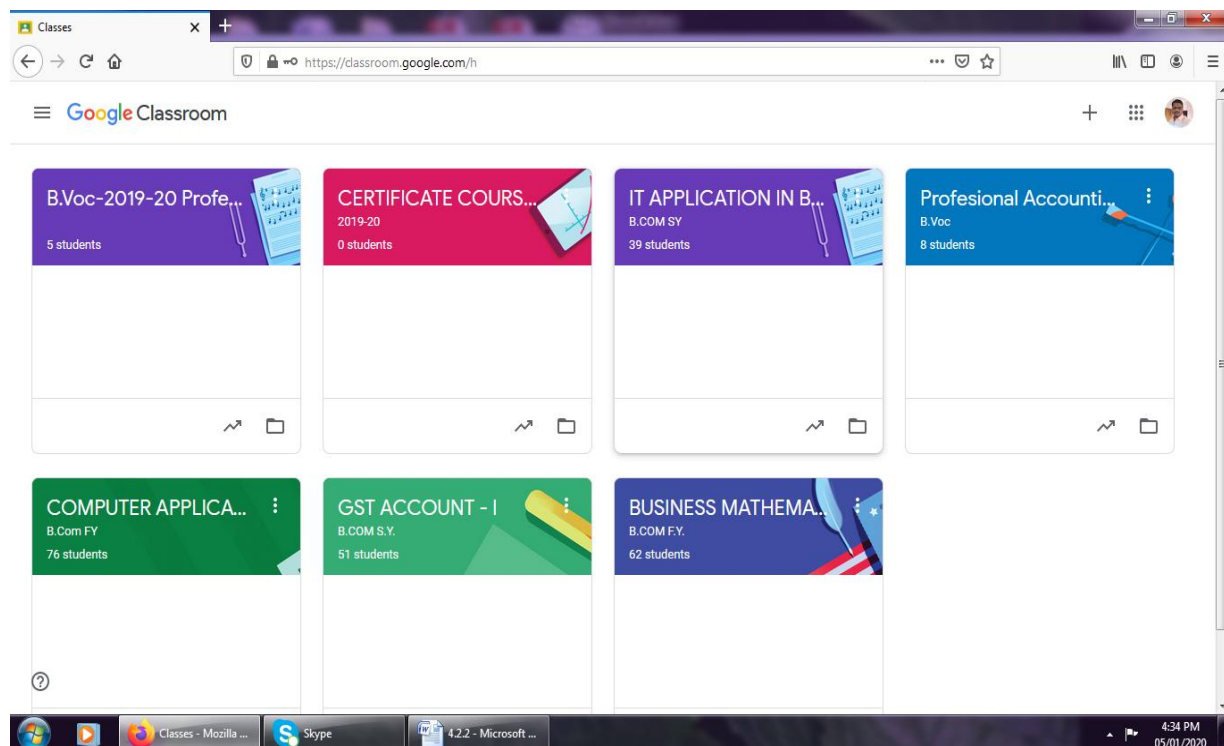 Classes
https://classroom.google.com/h
Google Classroom
B.Voc-2019-20 Profe...
5 students
CERTIFICATE COURS...
2019-20
0 students
IT APPLICATION IN B...
B.COM SY
39 students
Profesional Accounti...
B.Voc
8 students
COMPUTER APPLICA...
B.Com FY
76 students
GST ACCOUNT - I
B.COM S.Y.
51 students
BUSINESS MATHEMA...
B.COM F.Y.
62 students
Classes - Mozilla ...
Skype
4.2.2 - Microsoft ...
4:34 PM
05/01/2020